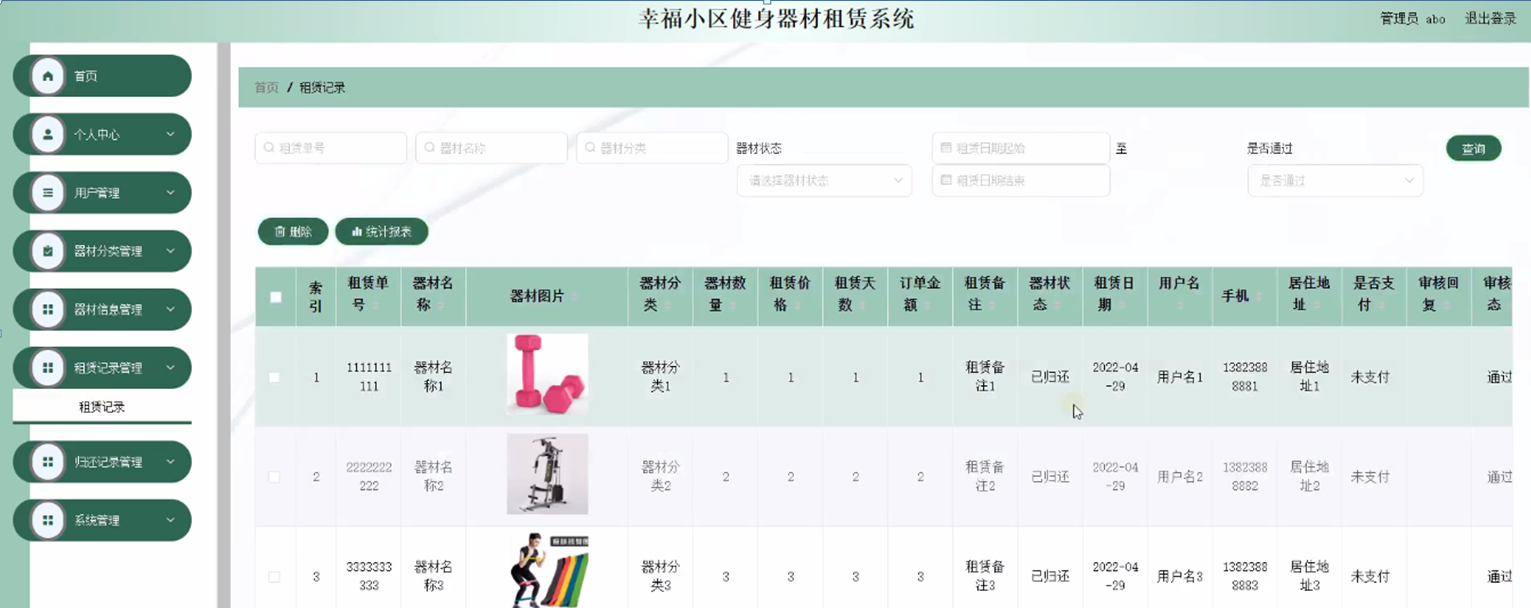 幸福小区健身器材租赁系统
管理员 abo 退出登录
首页
个人中心
用户管理
器材分类管理
器材信息管理
租赁记录管理
租赁记录
归还记录管理
系统管理
首页 / 租赁记录
租赁单号 器材名称 器材分类 器材状态 租赁日期起始 至 是否通过 查询
请选择器材状态 租赁日期结束 是否通过
删除 统计报表
索引 租赁单号 器材名称 器材图片 器材分类 器材数量 租赁价格 租赁天数 订单金额 租赁备注 器材状态 租赁日期 用户名 手机 居住地址 是否支付 审核回复 审核态
1 1111111111 器材名称1 器材分类1 1 1 1 1 租赁备注1 已归还 2022-04-29 用户名1 13823888881 居住地址1 未支付 通过
2 2222222222 器材名称2 器材分类2 2 2 2 2 租赁备注2 已归还 2022-04-29 用户名2 13823888882 居住地址2 未支付 通过
3 3333333333 器材名称3 器材分类3 3 3 3 3 租赁备注3 已归还 2022-04-29 用户名3 13823888883 居住地址3 未支付 通过